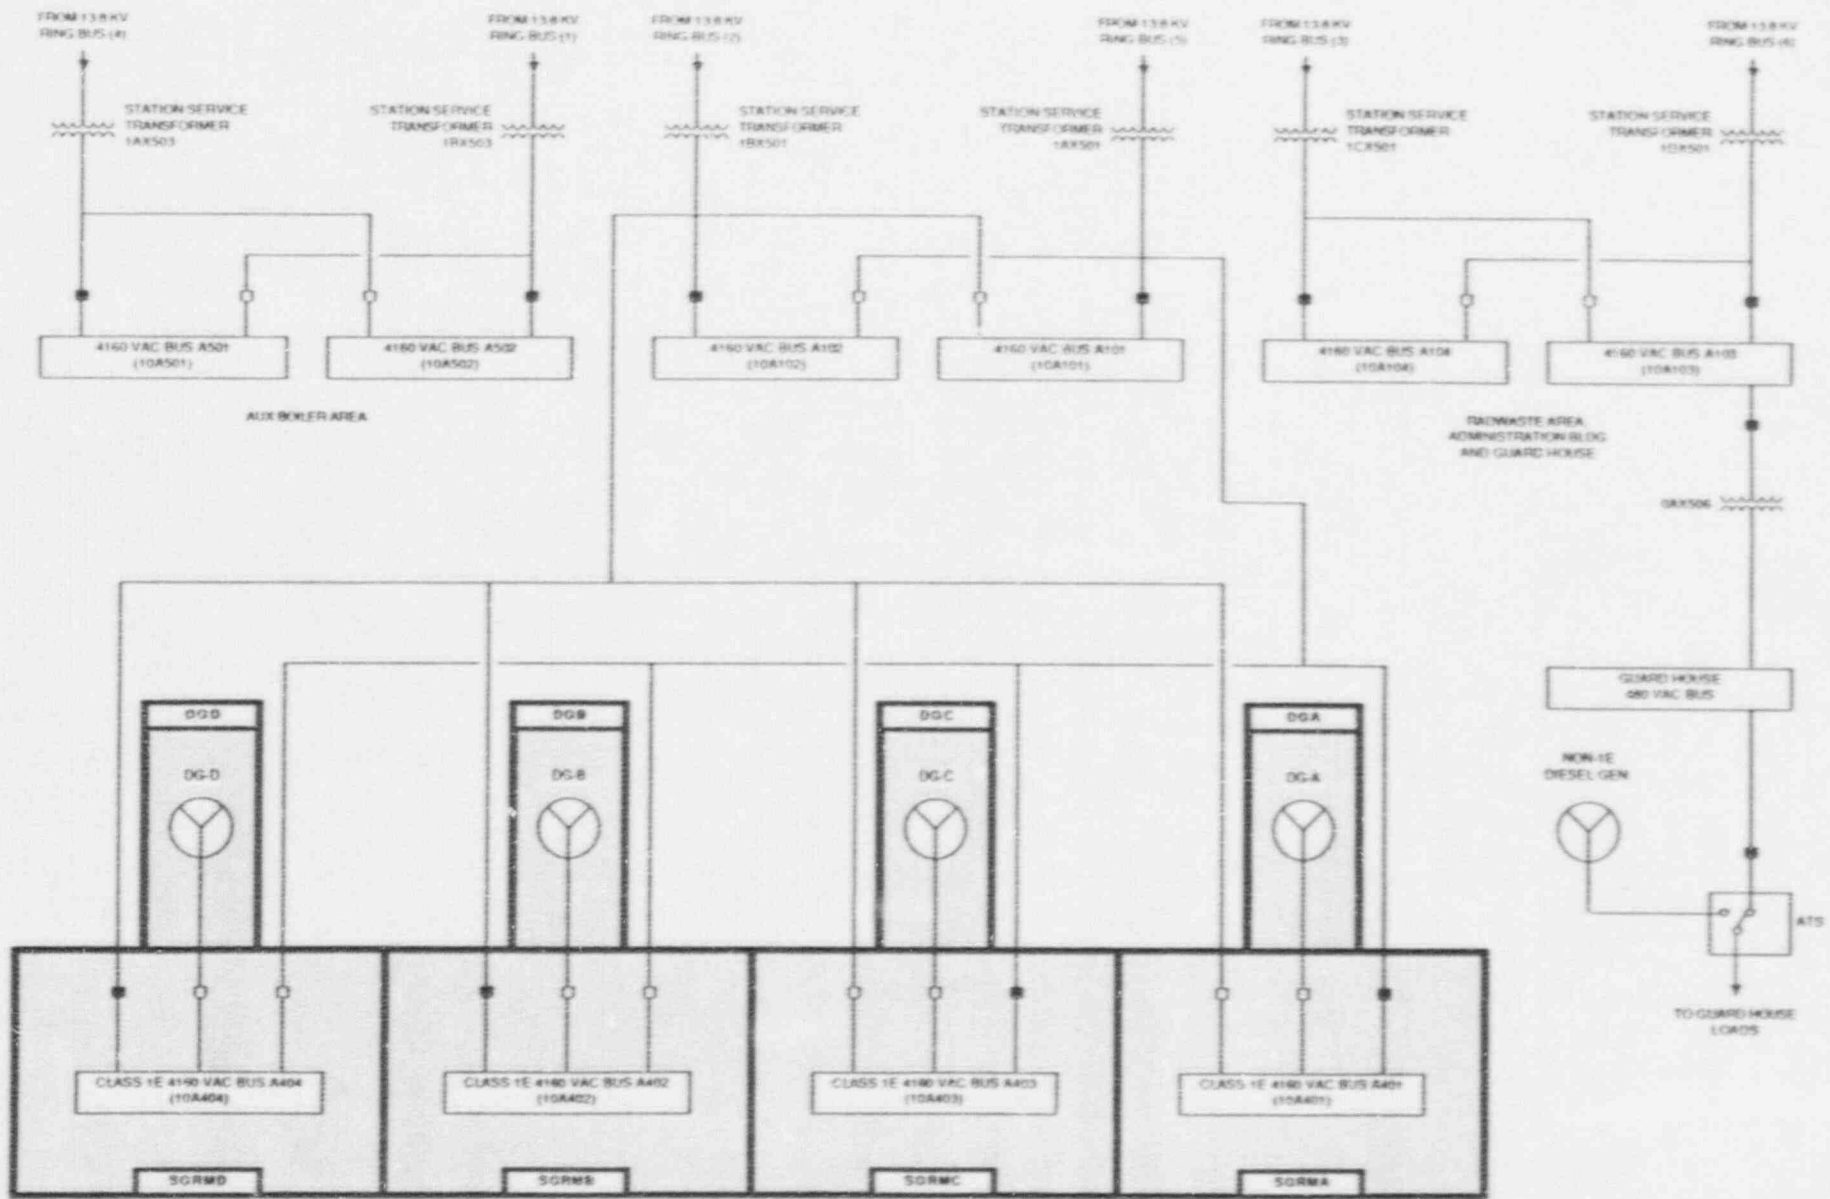 FROM 13.8 KV
RING BUS (4)
FROM 13.8 KV
RING BUS (1)
FROM 13.8 KV
RING BUS (2)
FROM 13.8 KV
RING BUS (5)
FROM 13.8 KV
RING BUS (3)
FROM 13.8 KV
RING BUS (6)
STATION SERVICE
TRANSFORMER
1AX503
STATION SERVICE
TRANSFORMER
1BX503
STATION SERVICE
TRANSFORMER
1BX501
STATION SERVICE
TRANSFORMER
1AX501
STATION SERVICE
TRANSFORMER
1CX501
STATION SERVICE
TRANSFORMER
1DX501
4160 VAC BUS A501
(10A501)
4160 VAC BUS A502
(10A502)
4160 VAC BUS A102
(10A102)
4160 VAC BUS A101
(10A101)
4160 VAC BUS A104
(10A104)
4160 VAC BUS A103
(10A103)
AUX BOILER AREA
RADWASTE AREA
ADMINISTRATION BLDG
AND GUARD HOUSE
0AX506
GUARD HOUSE
480 VAC BUS
DGD
DGB
DGC
DGA
DG-D
DG-B
DG-C
DG-A
NON-1E
DIESEL GEN
ATS
TO GUARD HOUSE
LOADS
CLASS 1E 4160 VAC BUS A404
(10A404)
CLASS 1E 4160 VAC BUS A402
(10A402)
CLASS 1E 4160 VAC BUS A403
(10A403)
CLASS 1E 4160 VAC BUS A401
(10A401)
SGRMD
SGRMB
SGRMC
SGRMA